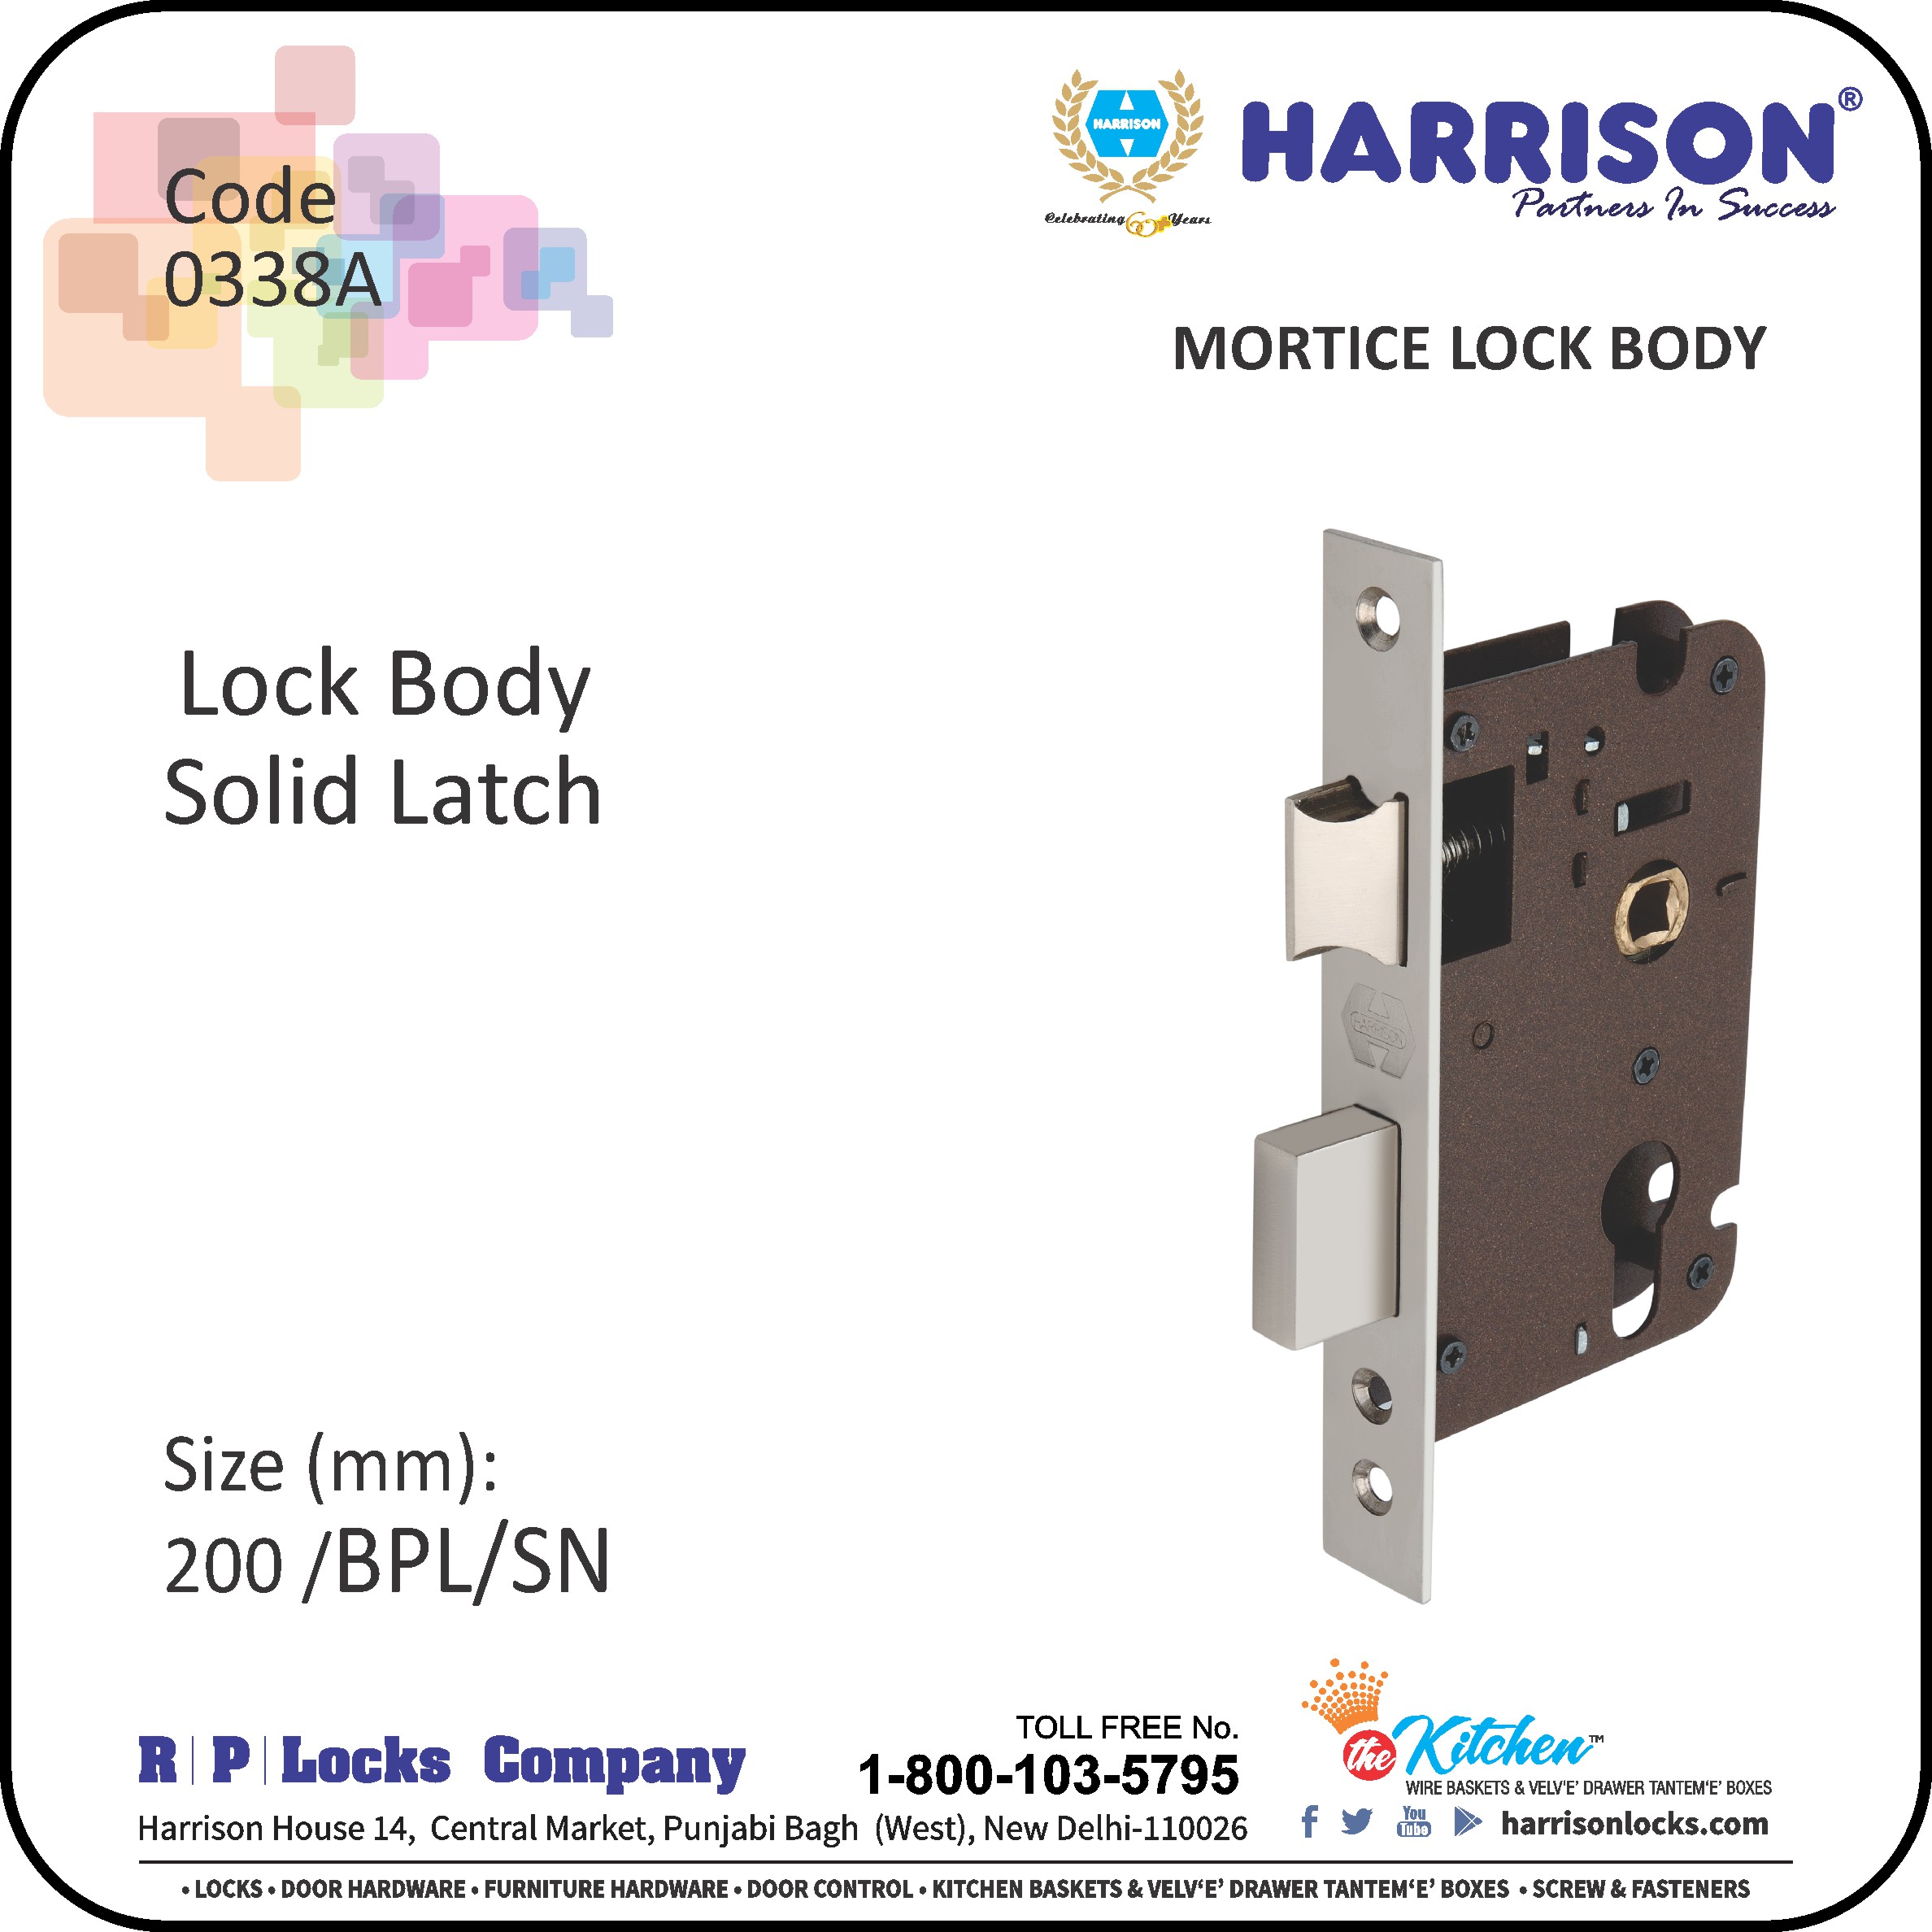 Code
0338A
HARRISON
Celebrating 60+ Years
HARRISON®
Partners In Success
MORTICE LOCK BODY
Lock Body
Solid Latch
HARRISON
Size (mm):
200 /BPL/SN
R | P | Locks Company
TOLL FREE No.
1-800-103-5795
the Kitchen™
WIRE BASKETS & VELV'E' DRAWER TANTEM'E' BOXES
Harrison House 14, Central Market, Punjabi Bagh (West), New Delhi-110026
f You Tube harrisonlocks.com
• LOCKS • DOOR HARDWARE • FURNITURE HARDWARE • DOOR CONTROL • KITCHEN BASKETS & VELV‘E’ DRAWER TANTEM‘E’ BOXES • SCREW & FASTENERS